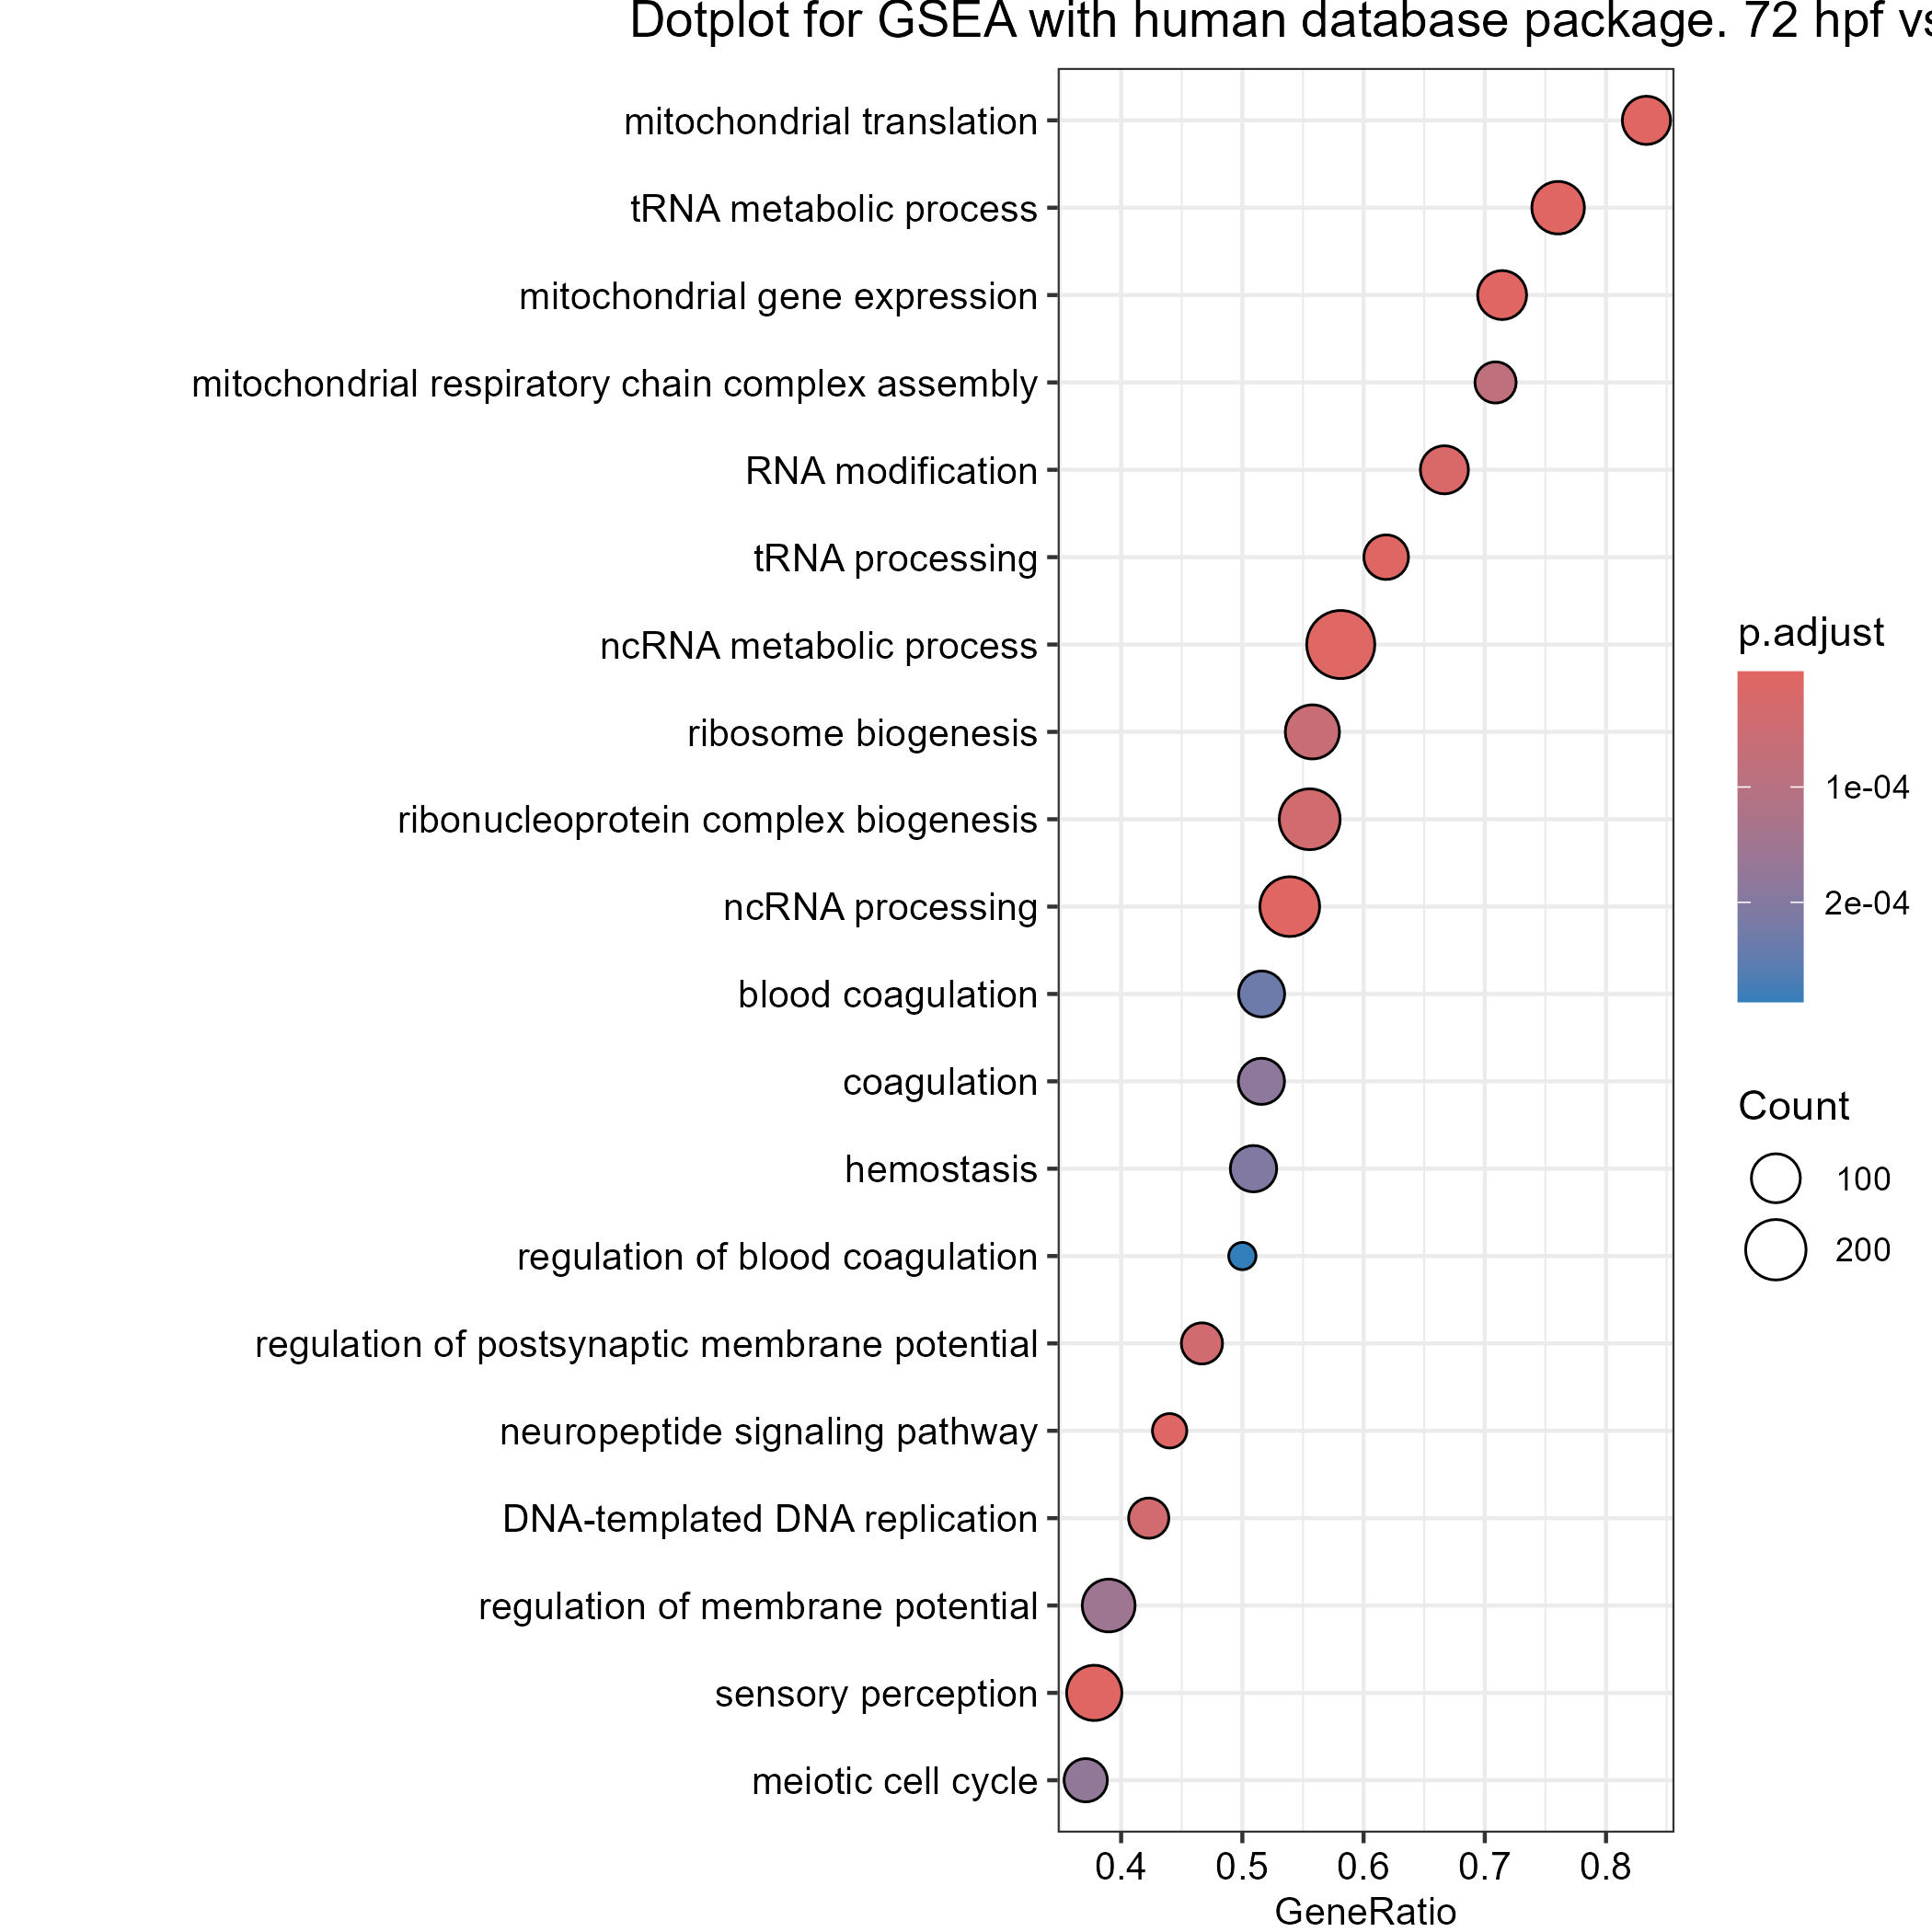 Dotplot for GSEA with human database package. 72 hpf vs
mitochondrial translation
tRNA metabolic process
mitochondrial gene expression
mitochondrial respiratory chain complex assembly
RNA modification
tRNA processing
ncRNA metabolic process
ribosome biogenesis
ribonucleoprotein complex biogenesis
ncRNA processing
blood coagulation
coagulation
hemostasis
regulation of blood coagulation
regulation of postsynaptic membrane potential
neuropeptide signaling pathway
DNA-templated DNA replication
regulation of membrane potential
sensory perception
meiotic cell cycle
0.4 0.5 0.6 0.7 0.8
GeneRatio
p.adjust
1e-04
2e-04
Count
100
200